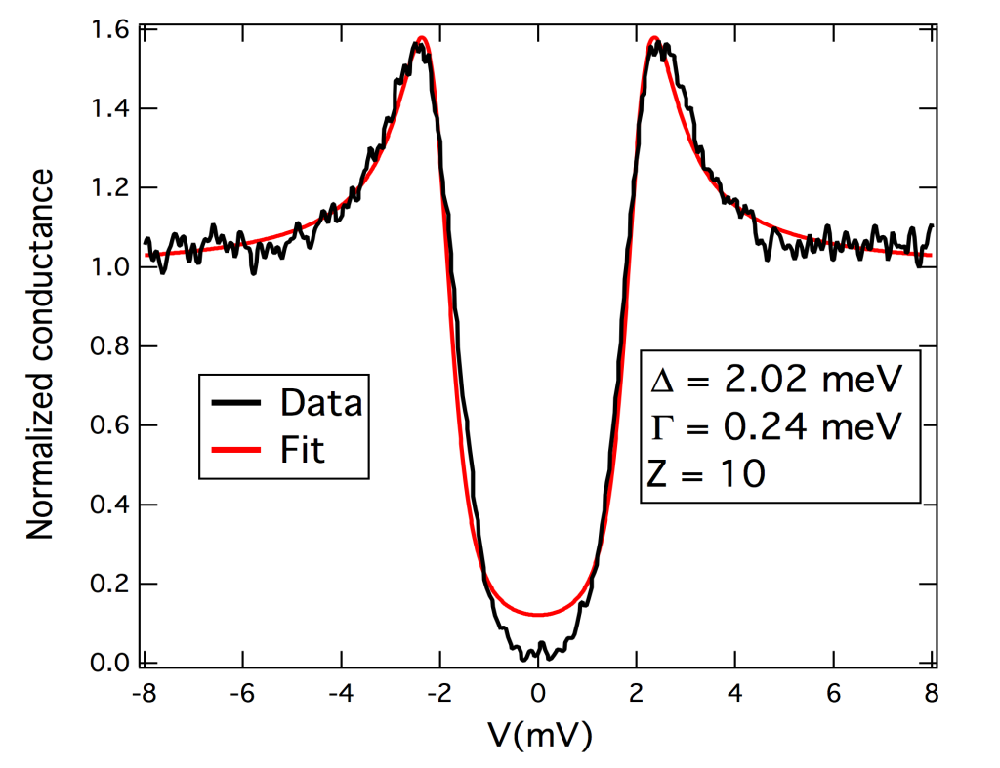 1.6
1.4
1.2
1.0
0.8
0.6
0.4
0.2
0.0
Normalized conductance
Data
Fit
Δ = 2.02 meV
Γ = 0.24 meV
Z = 10
-8 -6 -4 -2 0 2 4 6 8
V(mV)